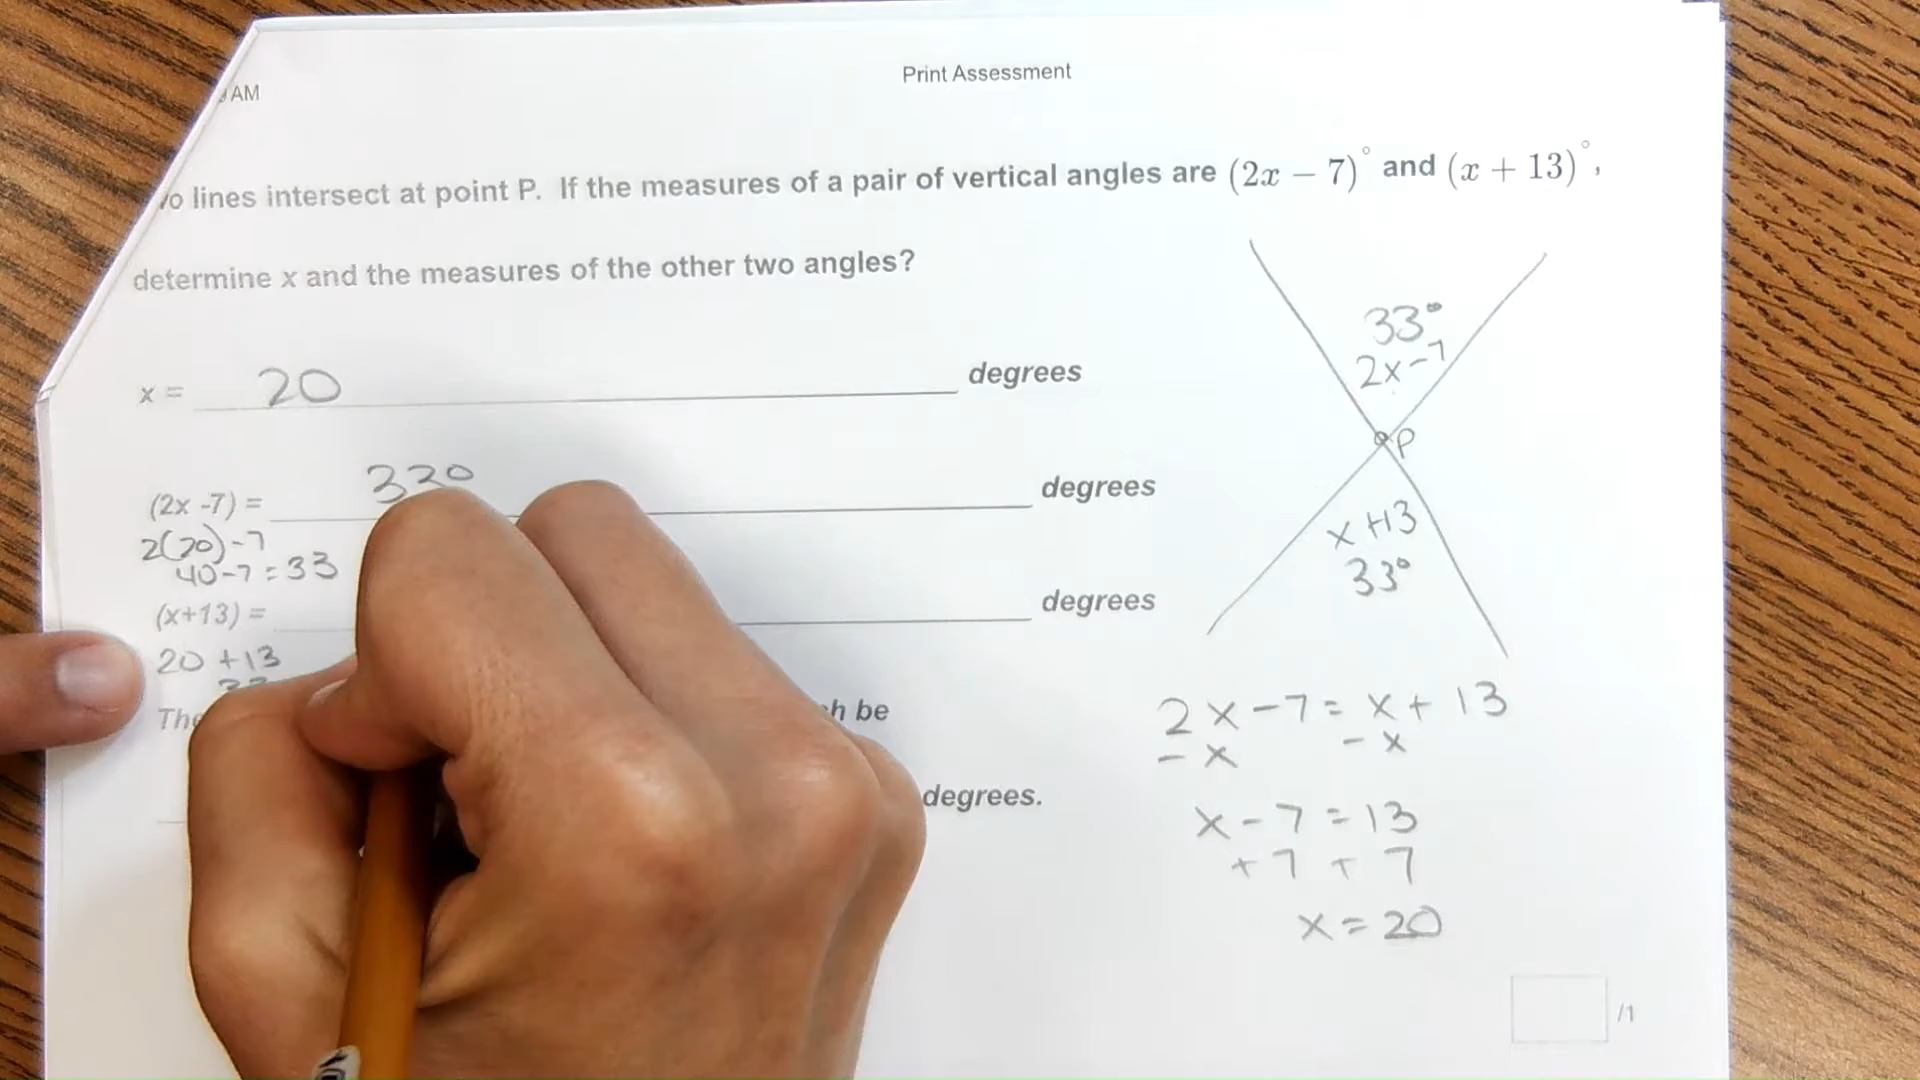 AM
Print Assessment
lines intersect at point P. If the measures of a pair of vertical angles are (2x − 7)° and (x + 13)°,
determine x and the measures of the other two angles?
x = 20 degrees
(2x -7) = 33° degrees
2(20)-7
40-7=33
(x+13) = degrees
20 +13
33
be
degrees.
33°
2x-7
P
x+13
33°
2x-7=x+13
-x -x
x-7=13
+7 +7
x=20
/1